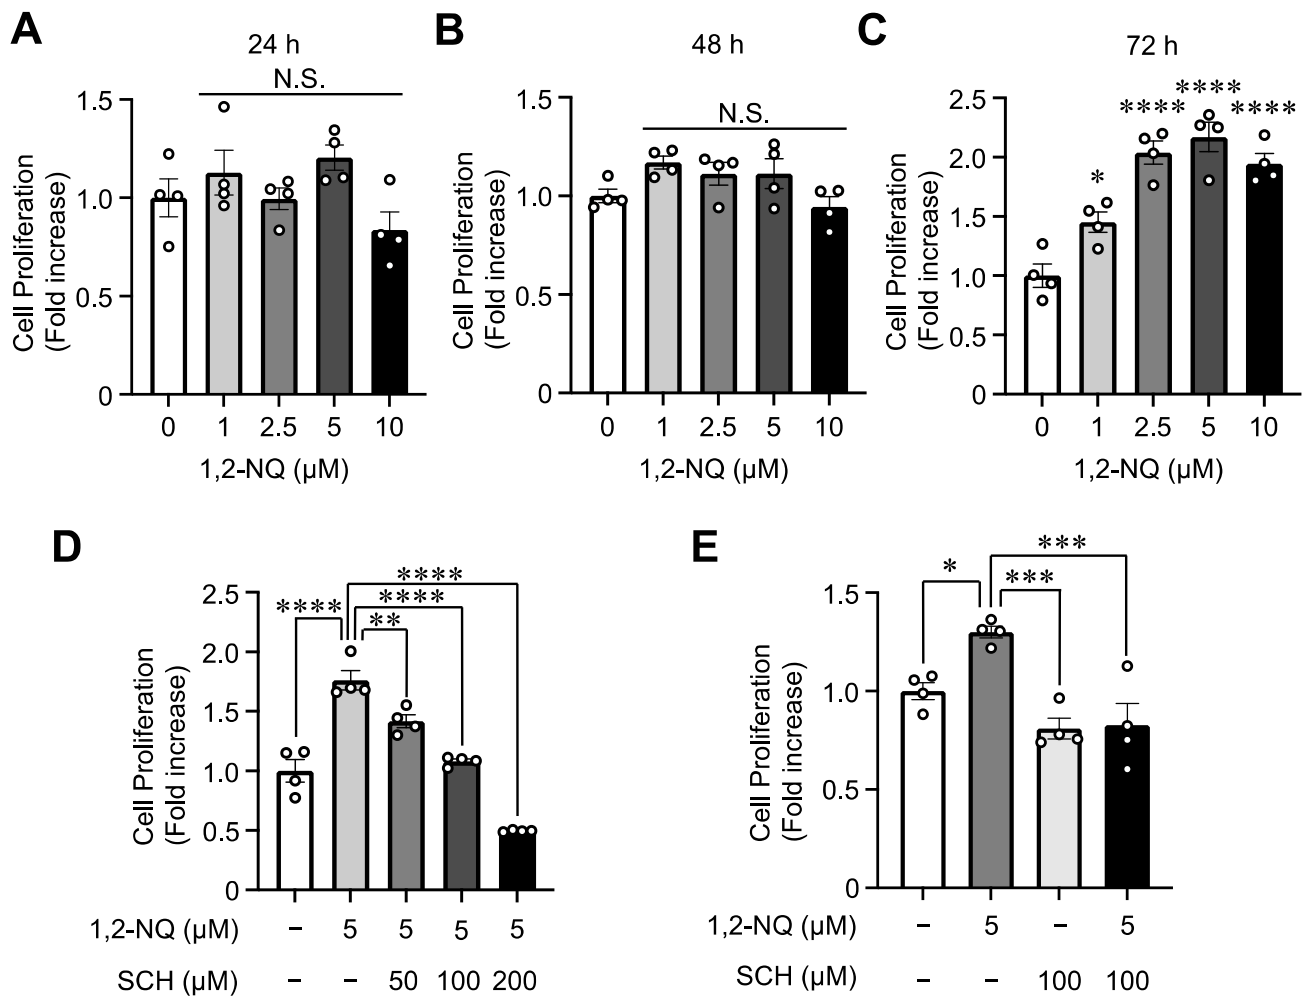 A
24 h
N.S.
1.5
1.0
0.5
0
Cell Proliferation
(Fold increase)
0 1 2.5 5 10
1,2-NQ (µM)
B
48 h
N.S.
1.5
1.0
0.5
0
Cell Proliferation
(Fold increase)
0 1 2.5 5 10
1,2-NQ (µM)
C
72 h
* **** **** ****
2.5
2.0
1.5
1.0
0.5
0
Cell Proliferation
(Fold increase)
0 1 2.5 5 10
1,2-NQ (µM)
D
****
****
**** **
2.5
2.0
1.5
1.0
0.5
0
Cell Proliferation
(Fold increase)
1,2-NQ (µM) – 5 5 5 5
SCH (µM) – – 50 100 200
E
***
* ***
1.5
1.0
0.5
0
Cell Proliferation
(Fold increase)
1,2-NQ (µM) – 5 – 5
SCH (µM) – – 100 100